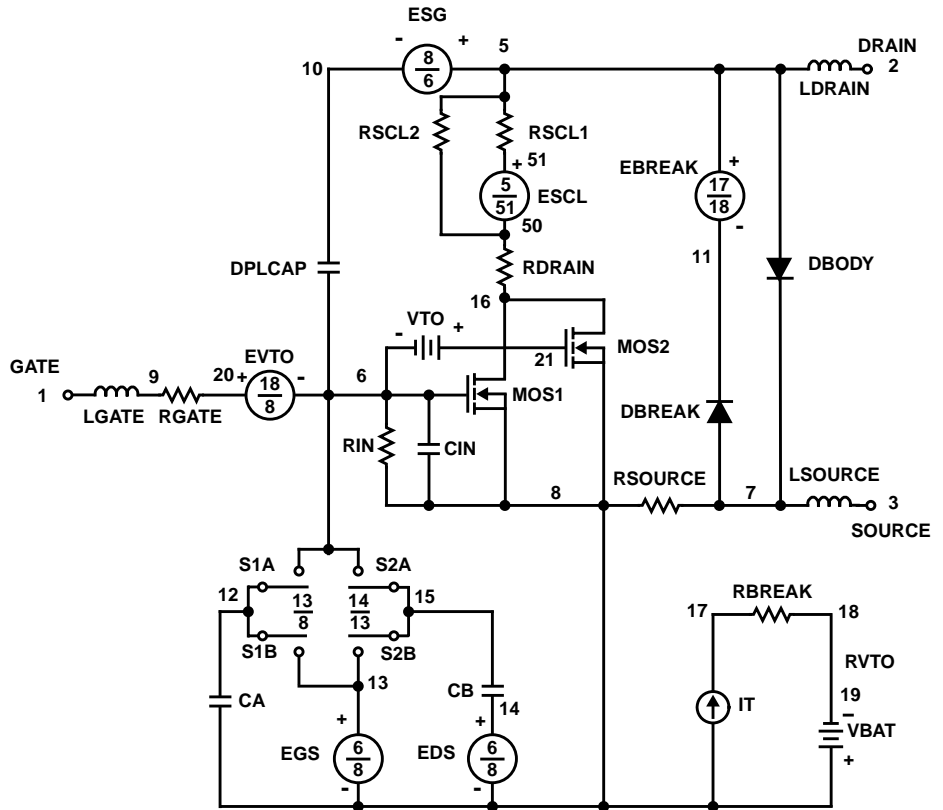 ESG
- +
5
DRAIN
2
10
8
6
LDRAIN
RSCL2
RSCL1
+ 51
EBREAK
+
17
18
-
5
51
ESCL
50
11
DBODY
DPLCAP
RDRAIN
16
VTO
- +
MOS2
21
GATE
1
9
20
EVTO
+ -
18
8
6
LGATE
RGATE
MOS1
DBREAK
RIN
CIN
RSOURCE
LSOURCE
8
7
3
SOURCE
S1A
S2A
12
13
8
14
13
15
RBREAK
17
18
S1B
S2B
RVTO
13
CB
CA
14
19
IT
-
VBAT
+
+
+
EGS
6
8
EDS
6
8
-
-